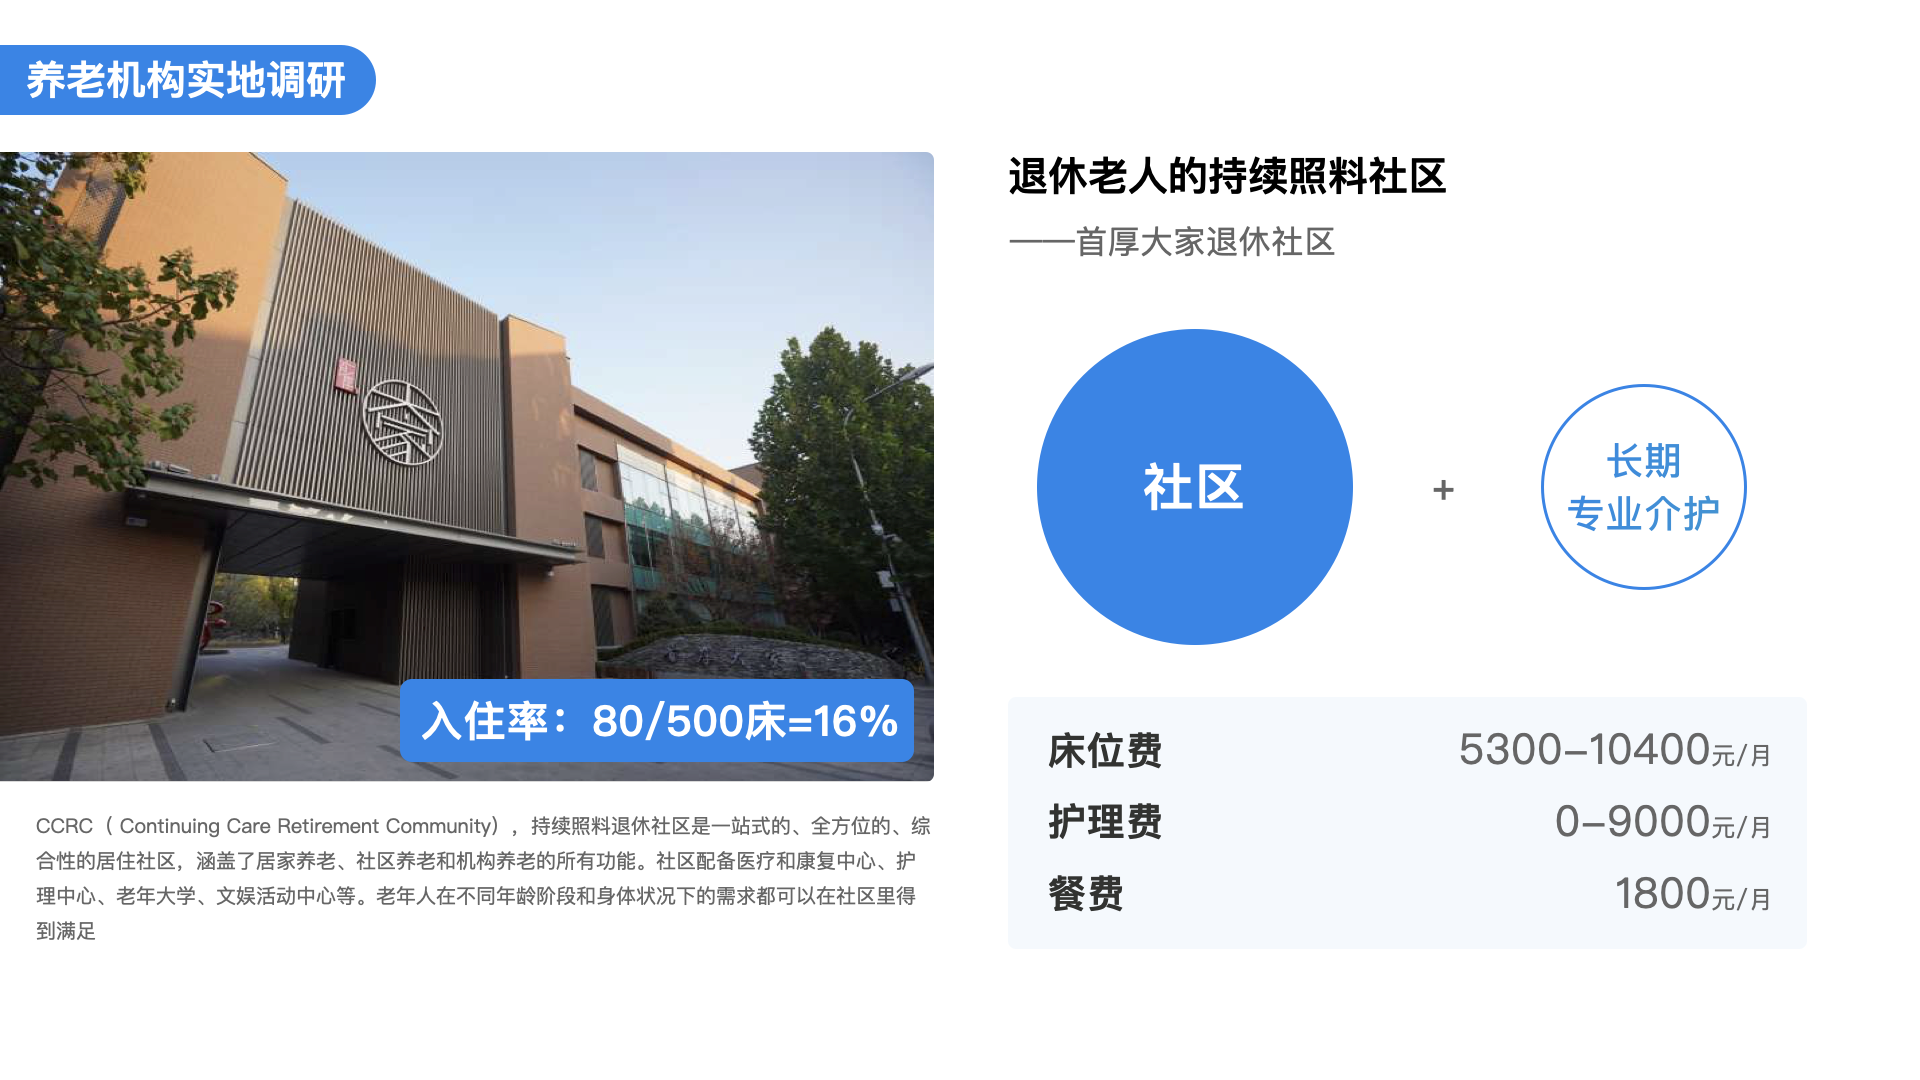 养老机构实地调研
退休老人的持续照料社区
——首厚大家退休社区
社区
+
长期
专业介护
入住率：80/500床=16%
床位费 5300–10400元/月
护理费 0–9000元/月
餐费 1800元/月
CCRC（ Continuing Care Retirement Community），持续照料退休社区是一站式的、全方位的、综
合性的居住社区，涵盖了居家养老、社区养老和机构养老的所有功能。社区配备医疗和康复中心、护
理中心、老年大学、文娱活动中心等。老年人在不同年龄阶段和身体状况下的需求都可以在社区里得
到满足